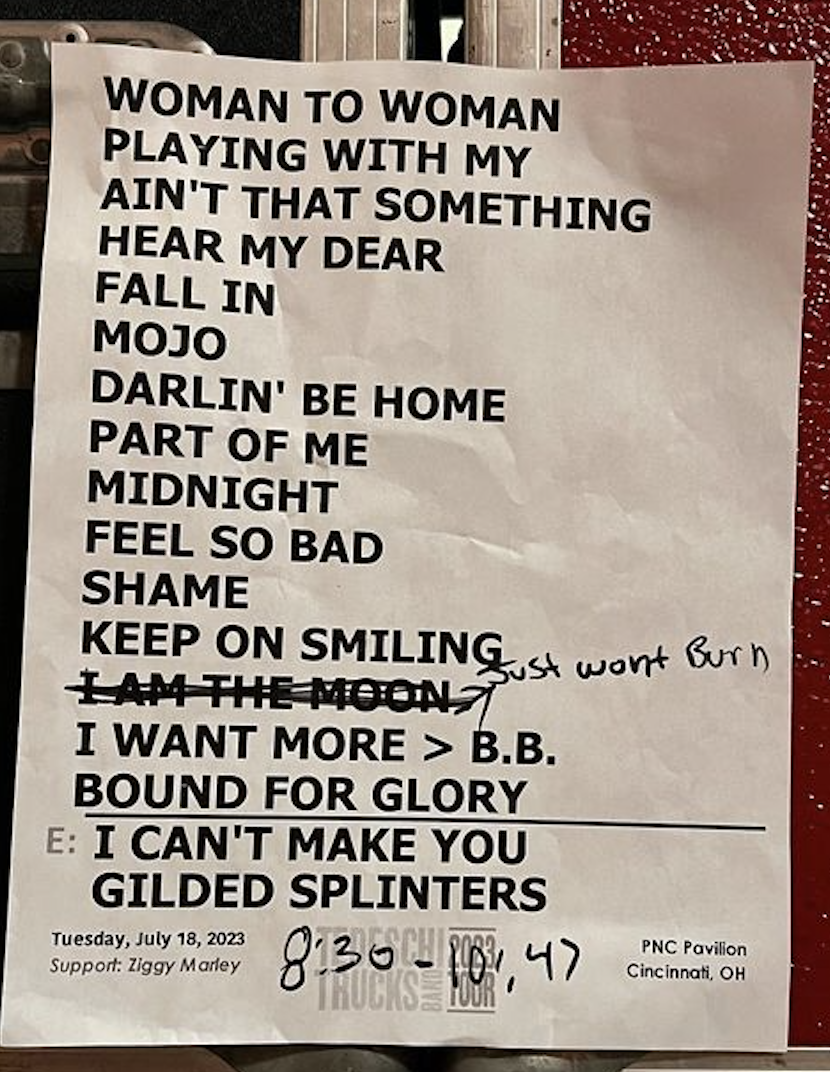 WOMAN TO WOMAN
PLAYING WITH MY
AIN'T THAT SOMETHING
HEAR MY DEAR
FALL IN
MOJO
DARLIN' BE HOME
PART OF ME
MIDNIGHT
FEEL SO BAD
SHAME
KEEP ON SMILING
Just wont Burn
I AM THE MOON
I WANT MORE > B.B.
BOUND FOR GLORY
E: I CAN'T MAKE YOU
GILDED SPLINTERS
Tuesday, July 18, 2023
Support: Ziggy Marley
8:30 - 10:47
TEDESCHI
TRUCKS BAND
2023
TOUR
PNC Pavilion
Cincinnati, OH